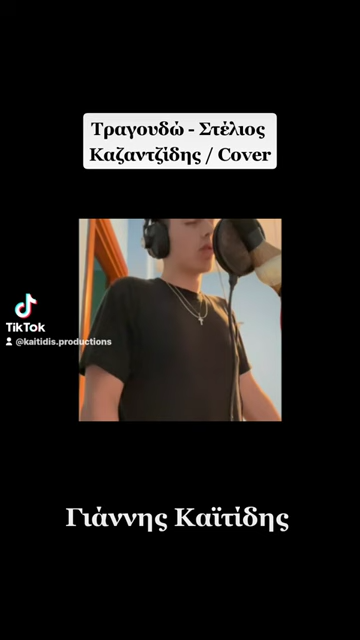 Τραγουδώ - Στέλιος
Καζαντζίδης / Cover
TikTok
@kaitidis.productions
Γιάννης Καϊτίδης